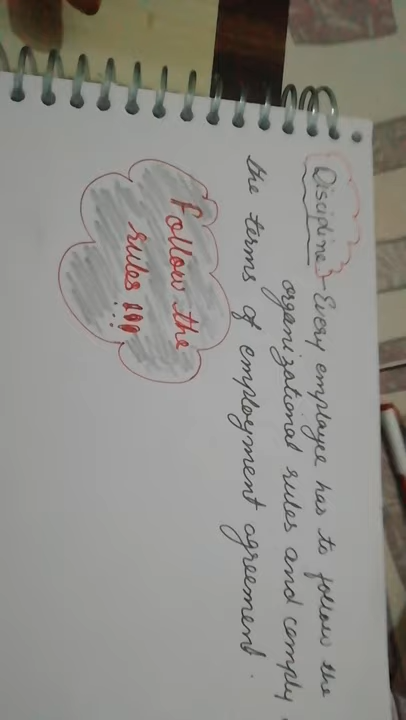 Discipline :- Every employee has to follow the
organizational rules and comply
the terms of employment agreement.
Follow the
rules !!!